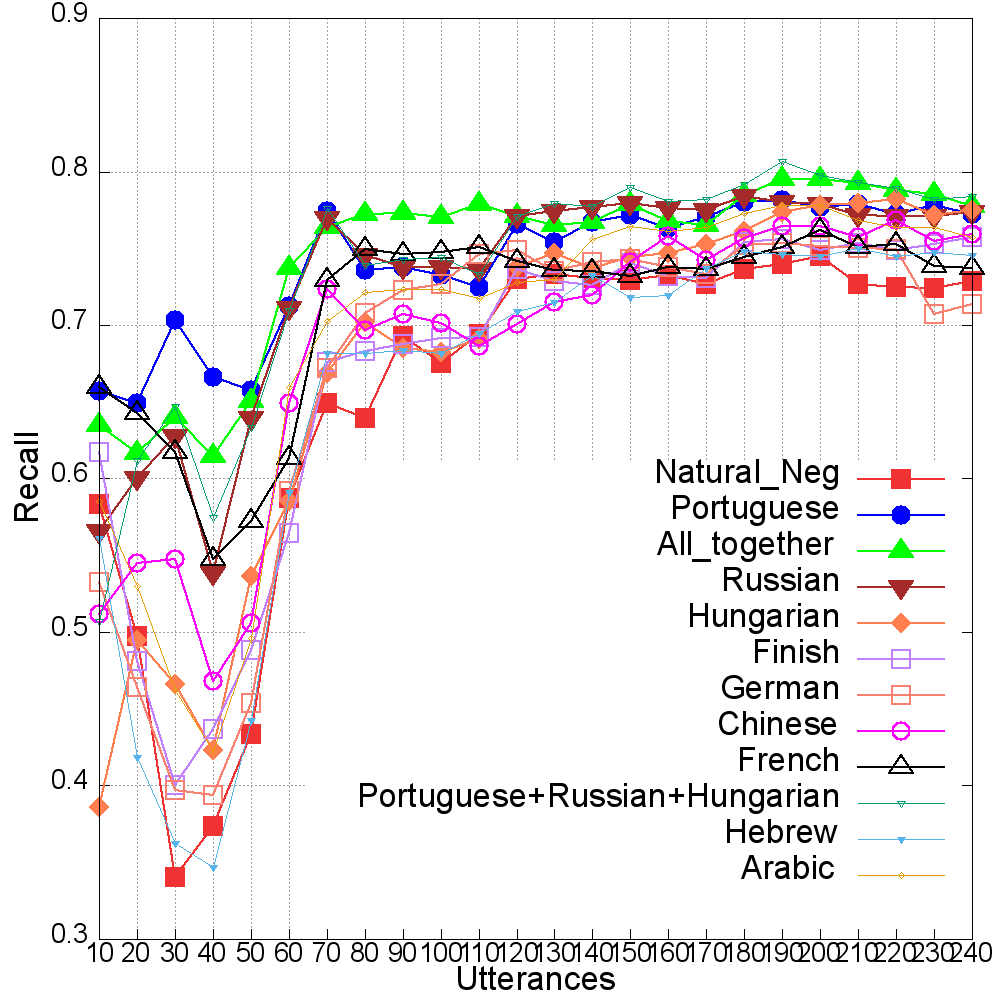 0.9
0.8
0.7
0.6
0.5
0.4
0.3
Recall
Natural_Neg
Portuguese
All_together
Russian
Hungarian
Finish
German
Chinese
French
Portuguese+Russian+Hungarian
Hebrew
Arabic
10 20 30 40 50 60 70 80 90 100 110 120 130 140 150 160 170 180 190 200 210 220 230 240
Utterances